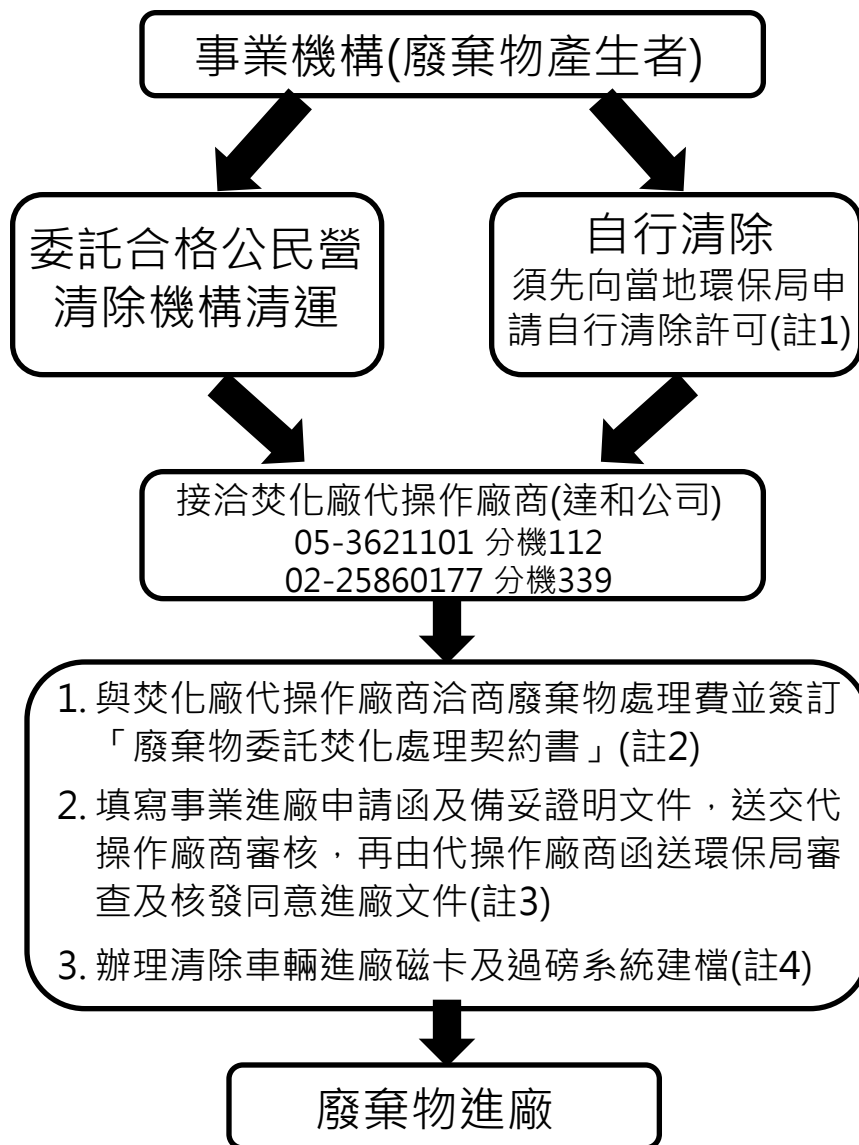 事業機構(廢棄物產生者)
委託合格公民營
清除機構清運
自行清除
須先向當地環保局申
請自行清除許可(註1)
接洽焚化廠代操作廠商(達和公司)
05-3621101 分機112
02-25860177 分機339
1. 與焚化廠代操作廠商洽商廢棄物處理費並簽訂
「廢棄物委託焚化處理契約書」(註2)
2. 填寫事業進廠申請函及備妥證明文件，送交代
操作廠商審核，再由代操作廠商函送環保局審
查及核發同意進廠文件(註3)
3. 辦理清除車輛進廠磁卡及過磅系統建檔(註4)
廢棄物進廠